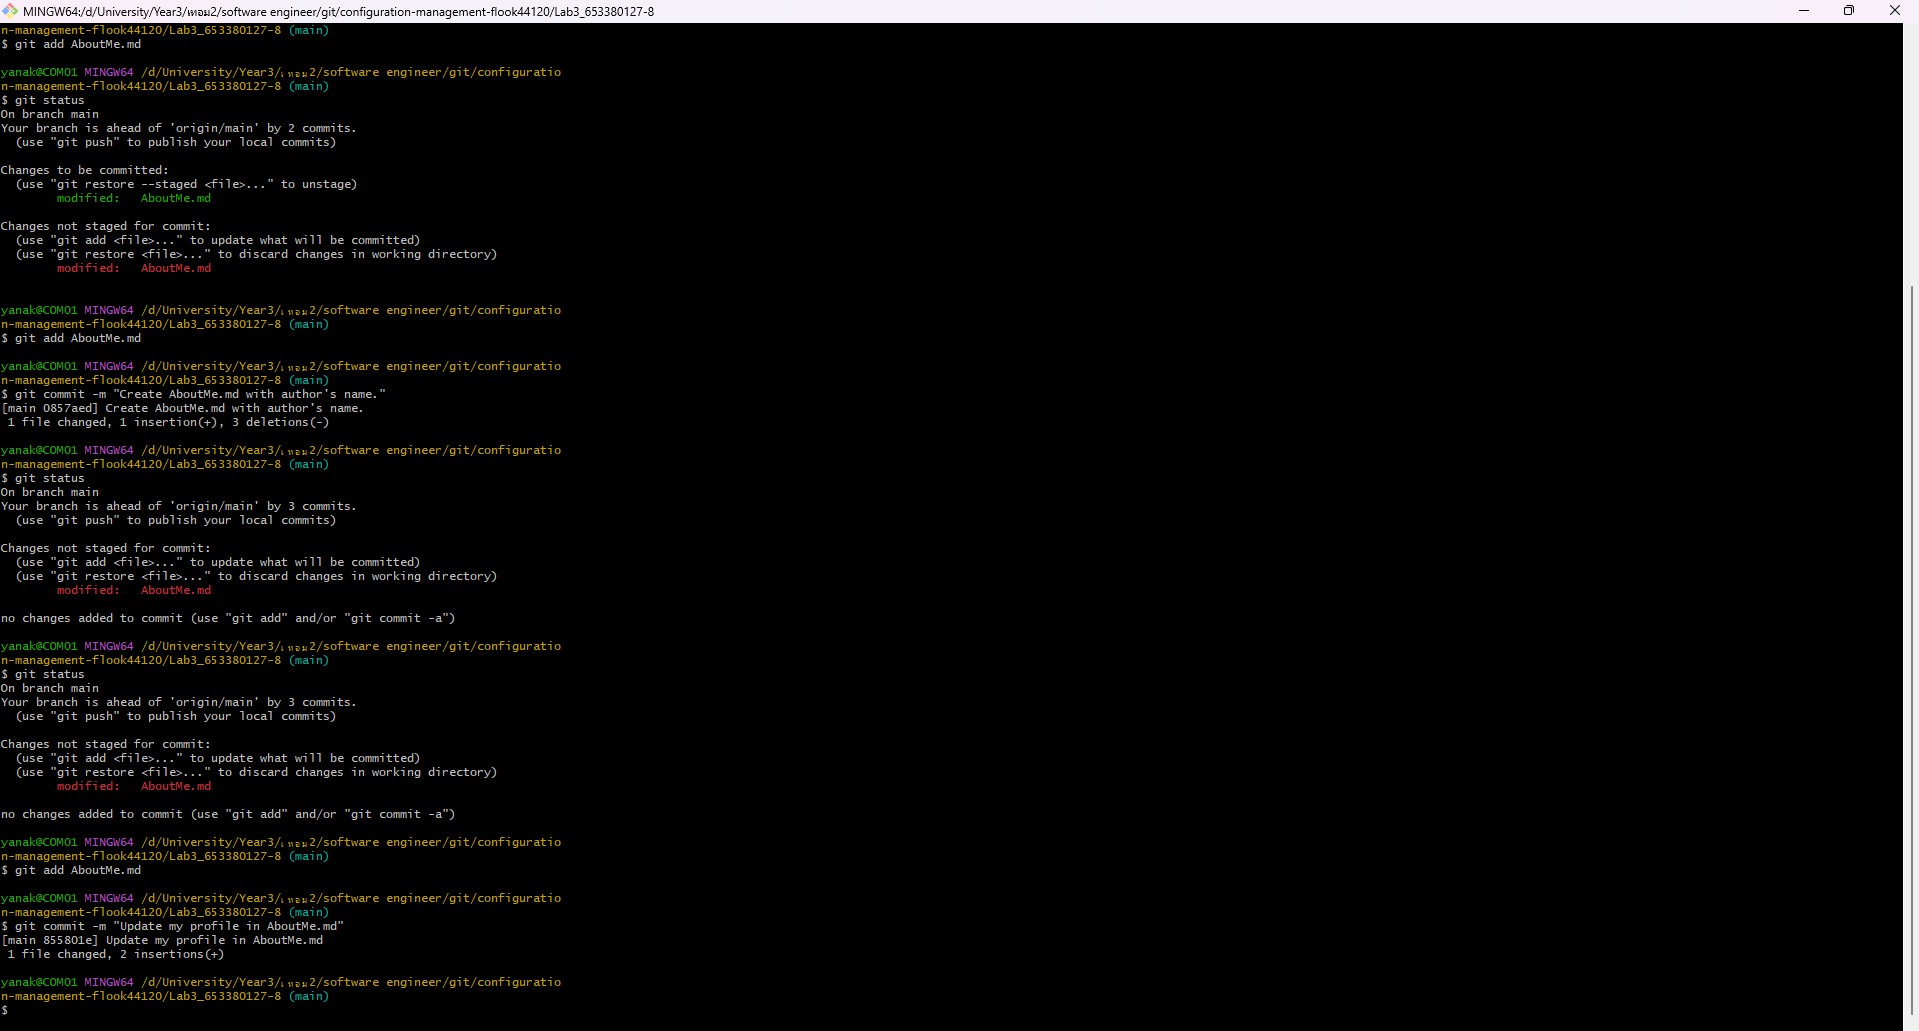 MINGW64:/d/University/Year3/เทอม2/software engineer/git/configuration-management-flook44120/Lab3_653380127-8
n-management-flook44120/Lab3_653380127-8 (main)
$ git add AboutMe.md
yanak@COM01 MINGW64 /d/University/Year3/เทอม2/software engineer/git/configuratio
n-management-flook44120/Lab3_653380127-8 (main)
$ git status
On branch main
Your branch is ahead of 'origin/main' by 2 commits.
  (use "git push" to publish your local commits)
Changes to be committed:
  (use "git restore --staged <file>..." to unstage)
        modified:   AboutMe.md
Changes not staged for commit:
  (use "git add <file>..." to update what will be committed)
  (use "git restore <file>..." to discard changes in working directory)
        modified:   AboutMe.md
yanak@COM01 MINGW64 /d/University/Year3/เทอม2/software engineer/git/configuratio
n-management-flook44120/Lab3_653380127-8 (main)
$ git add AboutMe.md
yanak@COM01 MINGW64 /d/University/Year3/เทอม2/software engineer/git/configuratio
n-management-flook44120/Lab3_653380127-8 (main)
$ git commit -m "Create AboutMe.md with author's name."
[main 0857aed] Create AboutMe.md with author's name.
 1 file changed, 1 insertion(+), 3 deletions(-)
yanak@COM01 MINGW64 /d/University/Year3/เทอม2/software engineer/git/configuratio
n-management-flook44120/Lab3_653380127-8 (main)
$ git status
On branch main
Your branch is ahead of 'origin/main' by 3 commits.
  (use "git push" to publish your local commits)
Changes not staged for commit:
  (use "git add <file>..." to update what will be committed)
  (use "git restore <file>..." to discard changes in working directory)
        modified:   AboutMe.md
no changes added to commit (use "git add" and/or "git commit -a")
yanak@COM01 MINGW64 /d/University/Year3/เทอม2/software engineer/git/configuratio
n-management-flook44120/Lab3_653380127-8 (main)
$ git status
On branch main
Your branch is ahead of 'origin/main' by 3 commits.
  (use "git push" to publish your local commits)
Changes not staged for commit:
  (use "git add <file>..." to update what will be committed)
  (use "git restore <file>..." to discard changes in working directory)
        modified:   AboutMe.md
no changes added to commit (use "git add" and/or "git commit -a")
yanak@COM01 MINGW64 /d/University/Year3/เทอม2/software engineer/git/configuratio
n-management-flook44120/Lab3_653380127-8 (main)
$ git add AboutMe.md
yanak@COM01 MINGW64 /d/University/Year3/เทอม2/software engineer/git/configuratio
n-management-flook44120/Lab3_653380127-8 (main)
$ git commit -m "Update my profile in AboutMe.md"
[main 855801e] Update my profile in AboutMe.md
 1 file changed, 2 insertions(+)
yanak@COM01 MINGW64 /d/University/Year3/เทอม2/software engineer/git/configuratio
n-management-flook44120/Lab3_653380127-8 (main)
$